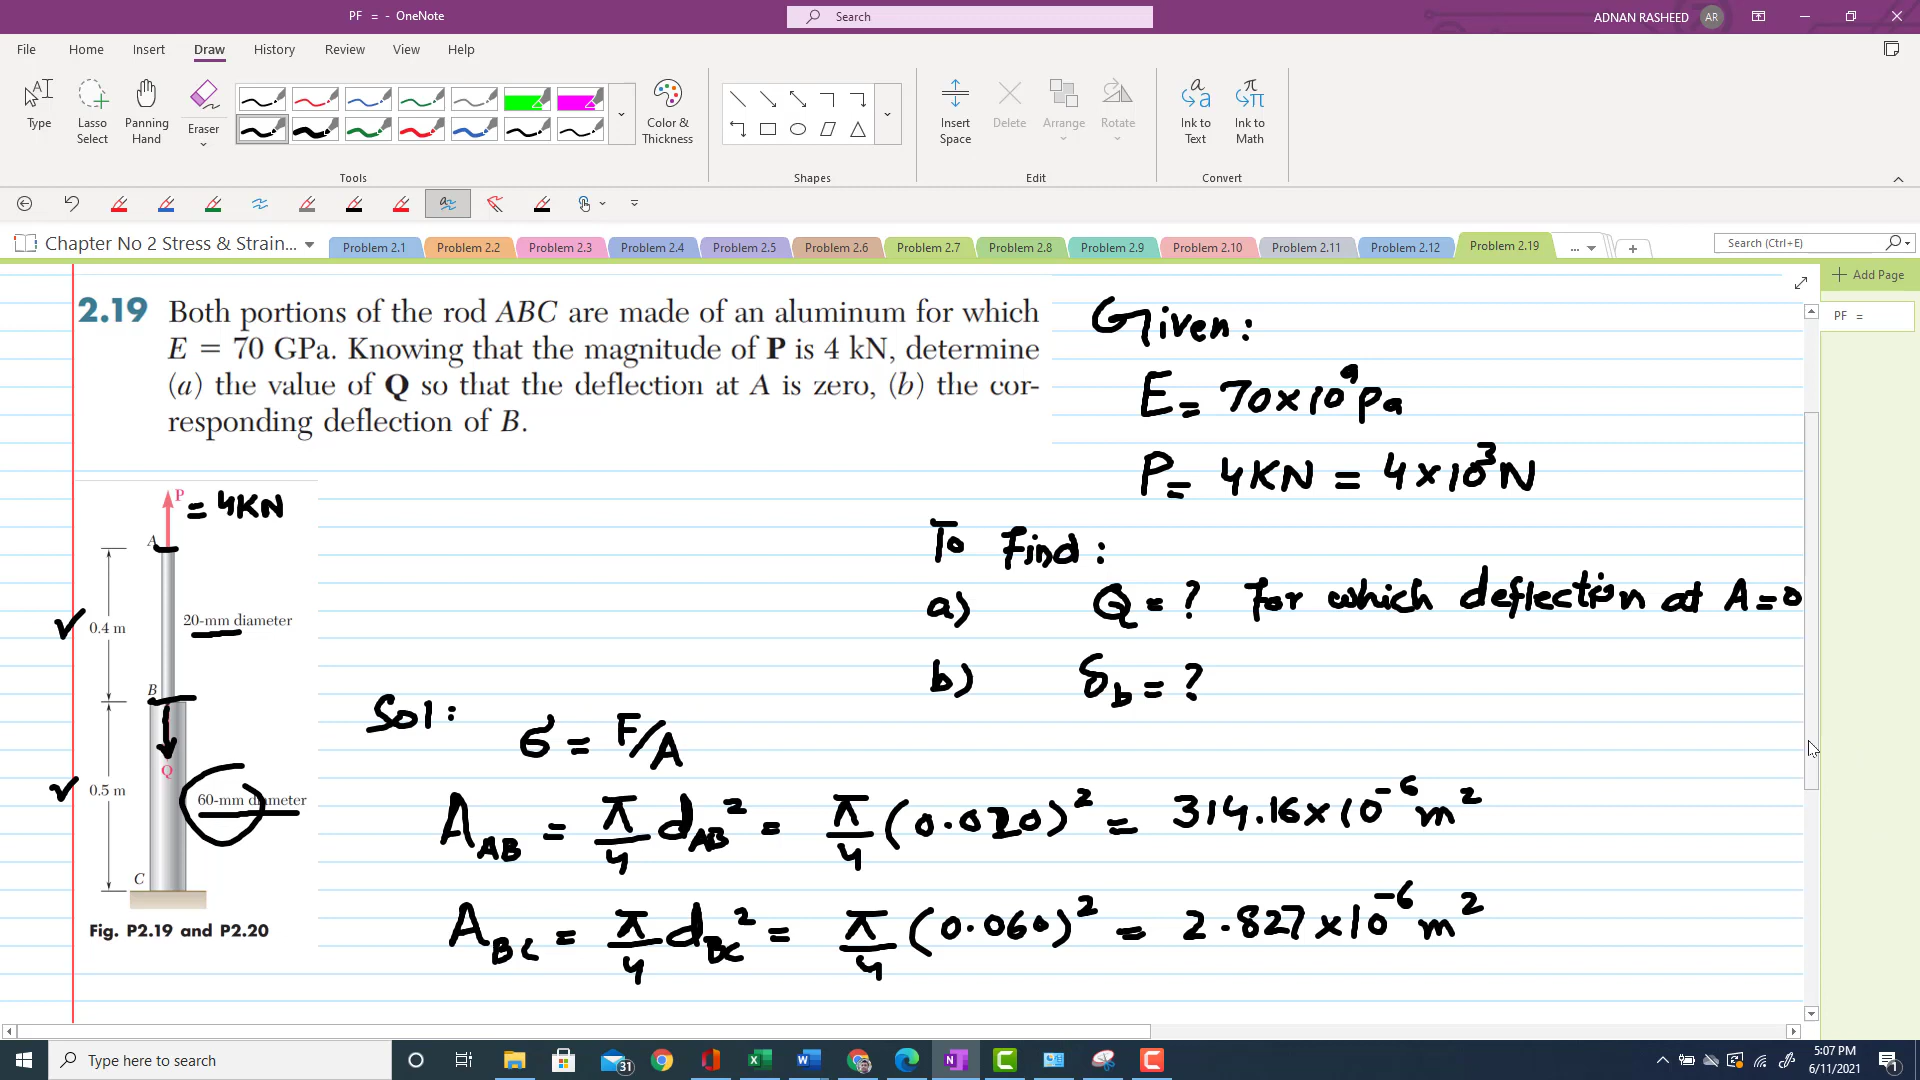 PF = - OneNote
Search
ADNAN RASHEED AR
File Home Insert Draw History Review View Help
Type
Lasso Select
Panning Hand
Eraser
Color & Thickness
Insert Space
Delete
Arrange
Rotate
Ink to Text
Ink to Math
Tools Shapes Edit Convert
Chapter No 2 Stress & Strain...
Problem 2.1 Problem 2.2 Problem 2.3 Problem 2.4 Problem 2.5 Problem 2.6 Problem 2.7 Problem 2.8 Problem 2.9 Problem 2.10 Problem 2.11 Problem 2.12 Problem 2.19 ...
Search (Ctrl+E)
Add Page
PF =
2.19 Both portions of the rod ABC are made of an aluminum for which
E = 70 GPa. Knowing that the magnitude of P is 4 kN, determine
(a) the value of Q so that the deflection at A is zero, (b) the cor-
responding deflection of B.
Given:
E = 70×10⁹ Pa
P = 4KN = 4×10³ N
P = 4KN
A
0.4 m
20-mm diameter
B
Q
0.5 m
60-mm diameter
C
Fig. P2.19 and P2.20
To Find:
a) Q = ? For which deflection at A=0
b) δb = ?
Sol:
σ = F/A
A_AB = π/4 d_AB² = π/4 (0.020)² = 314.16×10⁻⁶ m²
A_BC = π/4 d_BC² = π/4 (0.060)² = 2.827×10⁻⁶ m²
Type here to search
31
5:07 PM
6/11/2021
1